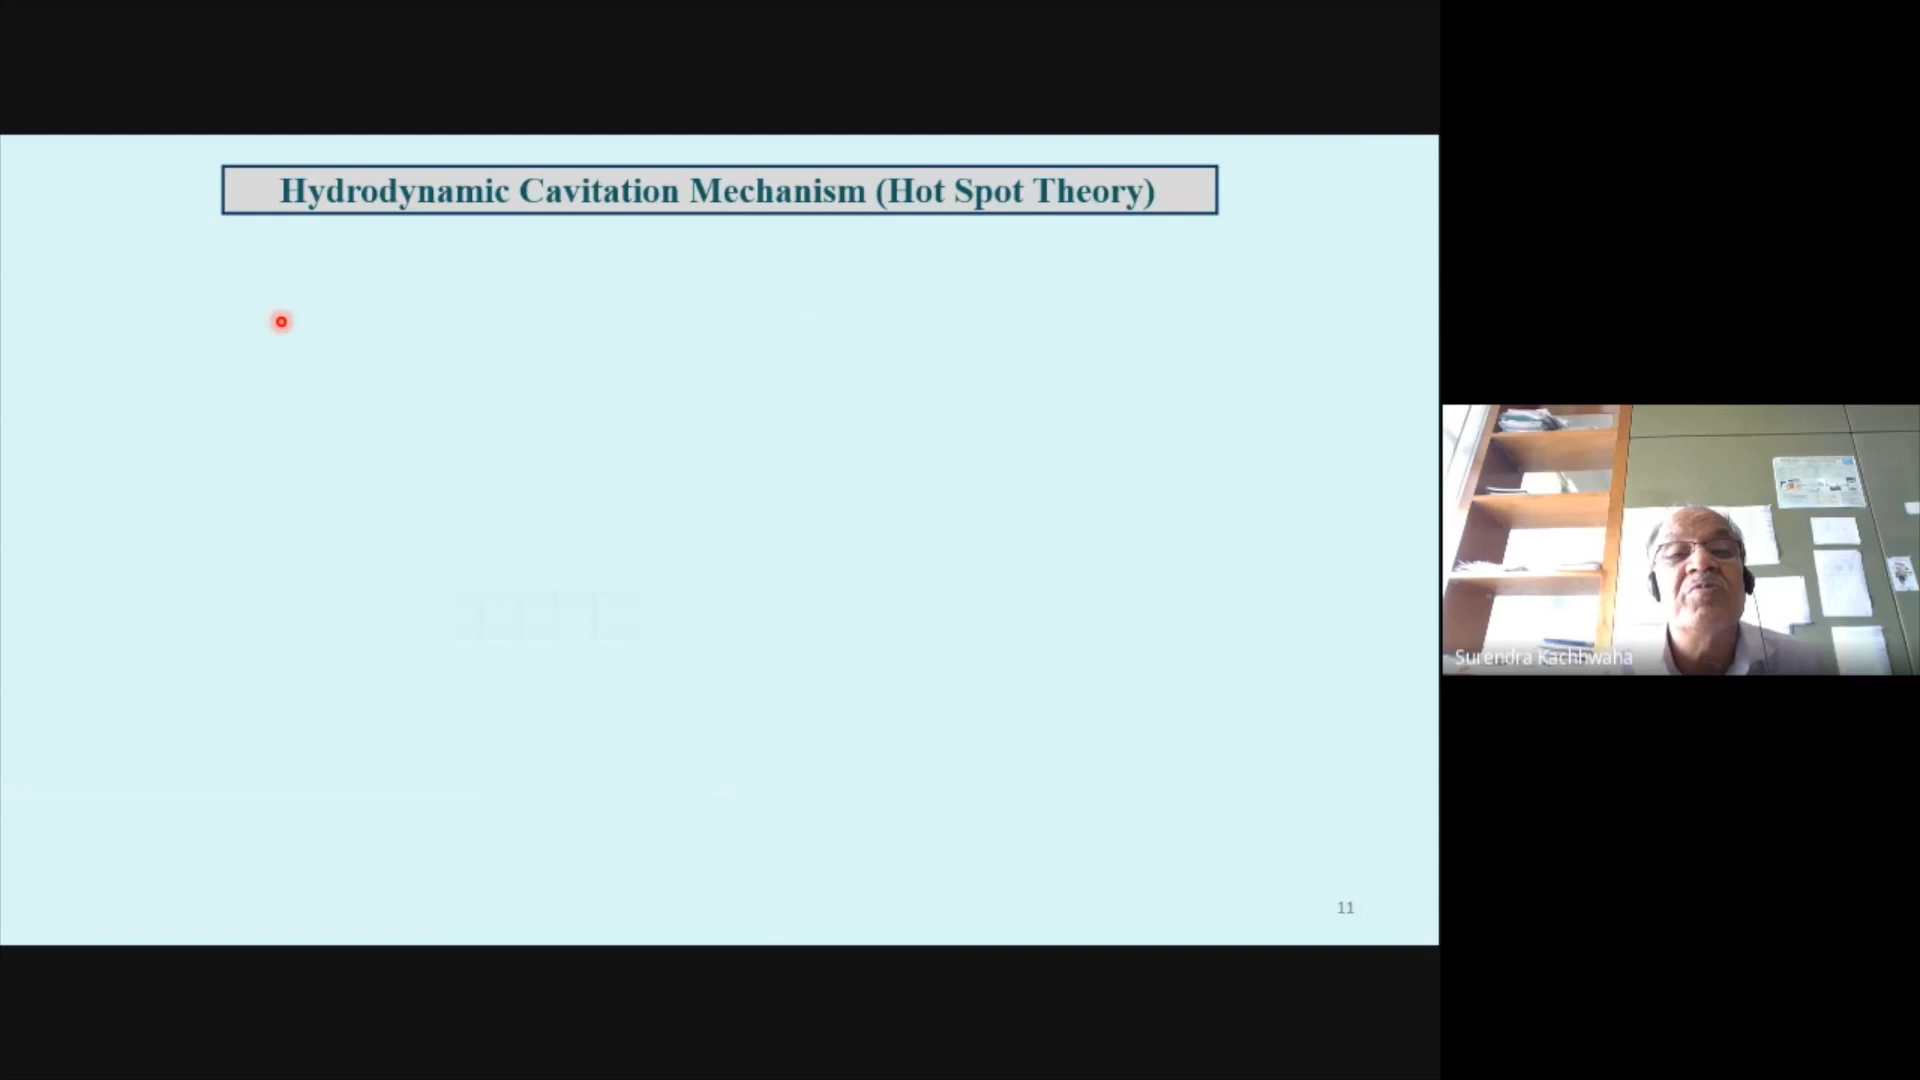 Hydrodynamic Cavitation Mechanism (Hot Spot Theory)
11
Surendra Kachhwaha